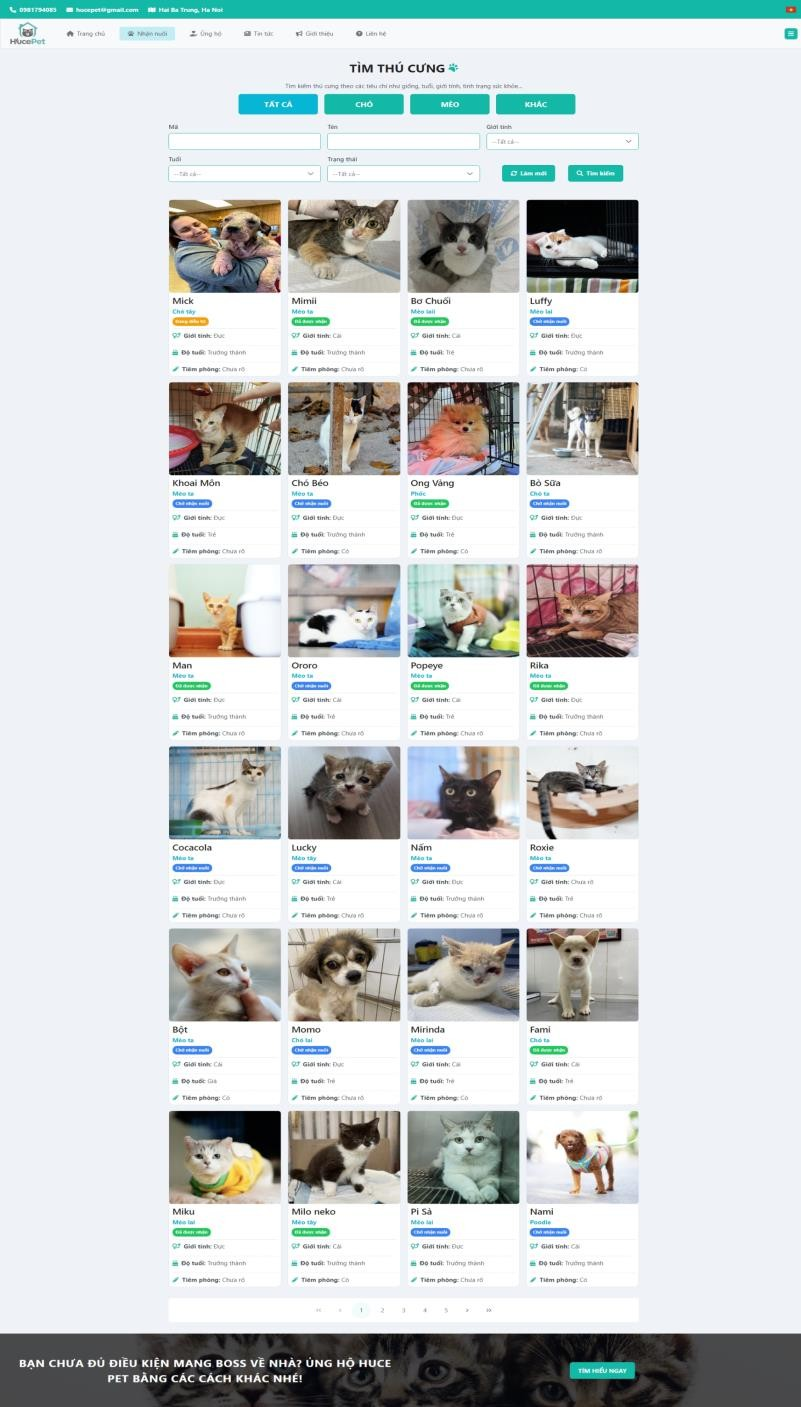 0981794085 hucepet@gmail.com Hai Ba Trung, Ha Noi
HucePet Trang chủ Nhận nuôi Ủng hộ Tin tức Giới thiệu Liên hệ
TÌM THÚ CƯNG
Tìm kiếm thú cưng theo các tiêu chí như giống, tuổi, giới tính, tình trạng sức khỏe...
TẤT CẢ CHÓ MÈO KHÁC
Mã Tên Giới tính
--Tất cả--
Tuổi Trạng thái
--Tất cả-- --Tất cả-- Làm mới Tìm kiếm
Mick Mimii Bơ Chuối Luffy
Chó tây Mèo ta Mèo laii Mèo lai
Đang điều trị Đã được nhận Đã được nhận Chờ nhận nuôi
Giới tính: Đực Giới tính: Cái Giới tính: Cái Giới tính: Đực
Độ tuổi: Trưởng thành Độ tuổi: Trưởng thành Độ tuổi: Trẻ Độ tuổi: Trưởng thành
Tiêm phòng: Chưa rõ Tiêm phòng: Chưa rõ Tiêm phòng: Chưa rõ Tiêm phòng: Có
Khoai Môn Chó Béo Ong Vàng Bò Sữa
Mèo ta Mèo ta Phốc Chó ta
Chờ nhận nuôi Chờ nhận nuôi Đã được nhận Chờ nhận nuôi
Giới tính: Đực Giới tính: Đực Giới tính: Đực Giới tính: Đực
Độ tuổi: Trẻ Độ tuổi: Trưởng thành Độ tuổi: Trẻ Độ tuổi: Trưởng thành
Tiêm phòng: Chưa rõ Tiêm phòng: Có Tiêm phòng: Có Tiêm phòng: Chưa rõ
Man Ororo Popeye Rika
Mèo ta Mèo ta Mèo ta Mèo ta
Đã được nhận Chờ nhận nuôi Đã được nhận Đã được nhận
Giới tính: Đực Giới tính: Cái Giới tính: Cái Giới tính: Đực
Độ tuổi: Trưởng thành Độ tuổi: Trẻ Độ tuổi: Trẻ Độ tuổi: Trưởng thành
Tiêm phòng: Chưa rõ Tiêm phòng: Chưa rõ Tiêm phòng: Chưa rõ Tiêm phòng: Chưa rõ
Cocacola Lucky Nấm Roxie
Mèo ta Mèo tây Mèo ta Mèo ta
Chờ nhận nuôi Chờ nhận nuôi Chờ nhận nuôi Chờ nhận nuôi
Giới tính: Đực Giới tính: Cái Giới tính: Đực Giới tính: Chưa rõ
Độ tuổi: Trưởng thành Độ tuổi: Trẻ Độ tuổi: Trưởng thành Độ tuổi: Trẻ
Tiêm phòng: Chưa rõ Tiêm phòng: Chưa rõ Tiêm phòng: Chưa rõ Tiêm phòng: Chưa rõ
Bột Momo Mirinda Fami
Mèo ta Chó lai Mèo lai Chó ta
Chờ nhận nuôi Chờ nhận nuôi Chờ nhận nuôi Đã được nhận
Giới tính: Cái Giới tính: Đực Giới tính: Cái Giới tính: Cái
Độ tuổi: Già Độ tuổi: Trẻ Độ tuổi: Trẻ Độ tuổi: Trẻ
Tiêm phòng: Có Tiêm phòng: Chưa rõ Tiêm phòng: Có Tiêm phòng: Chưa rõ
Miku Milo neko Pi Sà Nami
Mèo lai Mèo tây Mèo lai Poodle
Đã được nhận Đã được nhận Chờ nhận nuôi Chờ nhận nuôi
Giới tính: Đực Giới tính: Cái Giới tính: Đực Giới tính: Cái
Độ tuổi: Trưởng thành Độ tuổi: Trưởng thành Độ tuổi: Trưởng thành Độ tuổi: Trưởng thành
Tiêm phòng: Chưa rõ Tiêm phòng: Có Tiêm phòng: Chưa rõ Tiêm phòng: Có
« ‹ 1 2 3 4 5 › »
BẠN CHƯA ĐỦ ĐIỀU KIỆN MANG BOSS VỀ NHÀ? ỦNG HỘ HUCE
PET BẰNG CÁC CÁCH KHÁC NHÉ!
TÌM HIỂU NGAY